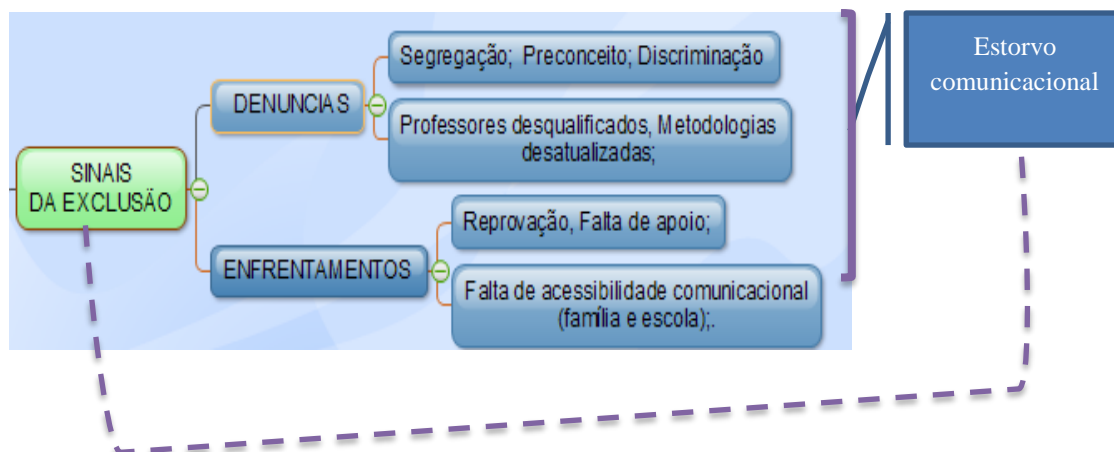 SINAIS
DA EXCLUSÃO
DENUNCIAS
Segregação; Preconceito; Discriminação
Professores desqualificados, Metodologias
desatualizadas;
ENFRENTAMENTOS
Reprovação, Falta de apoio;
Falta de acessibilidade comunicacional
(família e escola);.
Estorvo
comunicacional